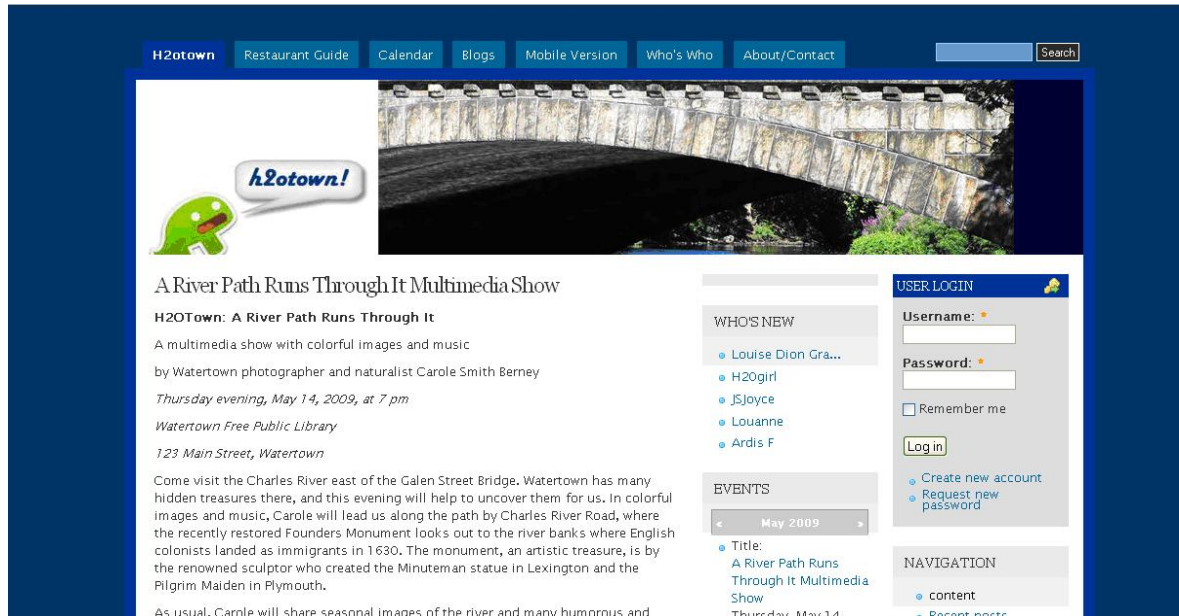 H2otown
Restaurant Guide
Calendar
Blogs
Mobile Version
Who's Who
About/Contact
Search
h2otown!
A River Path Runs Through It Multimedia Show
H2OTown: A River Path Runs Through It
A multimedia show with colorful images and music
by Watertown photographer and naturalist Carole Smith Berney
Thursday evening, May 14, 2009, at 7 pm
Watertown Free Public Library
123 Main Street, Watertown
Come visit the Charles River east of the Galen Street Bridge. Watertown has many
hidden treasures there, and this evening will help to uncover them for us. In colorful
images and music, Carole will lead us along the path by Charles River Road, where
the recently restored Founders Monument looks out to the river banks where English
colonists landed as immigrants in 1630. The monument, an artistic treasure, is by
the renowned sculptor who created the Minuteman statue in Lexington and the
Pilgrim Maiden in Plymouth.
As usual, Carole will share seasonal images of the river and many humorous and
WHO'S NEW
Louise Dion Gra...
H20girl
JSJoyce
Louanne
Ardis F
EVENTS
« May 2009 »
Title:
A River Path Runs
Through It Multimedia
Show
Thursday, May 14
USER LOGIN
Username: *
Password: *
Remember me
Log in
Create new account
Request new
password
NAVIGATION
content
Recent posts